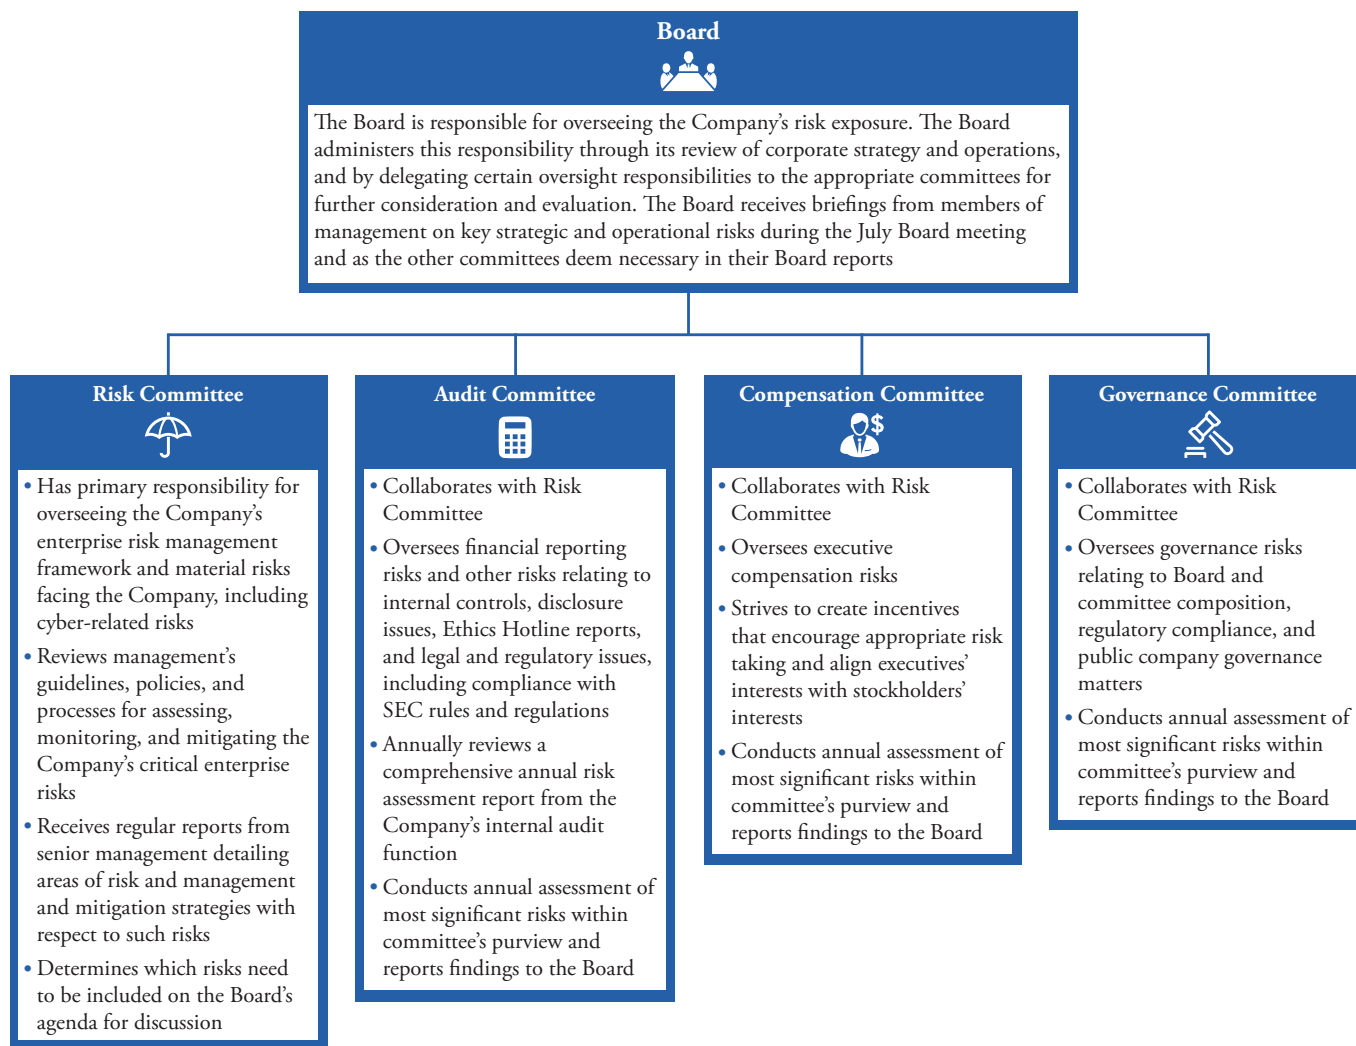 Board
The Board is responsible for overseeing the Company’s risk exposure. The Board
administers this responsibility through its review of corporate strategy and operations,
and by delegating certain oversight responsibilities to the appropriate committees for
further consideration and evaluation. The Board receives briefings from members of
management on key strategic and operational risks during the July Board meeting
and as the other committees deem necessary in their Board reports
Risk Committee
• Has primary responsibility for
overseeing the Company’s
enterprise risk management
framework and material risks
facing the Company, including
cyber-related risks
• Reviews management’s
guidelines, policies, and
processes for assessing,
monitoring, and mitigating the
Company’s critical enterprise
risks
• Receives regular reports from
senior management detailing
areas of risk and management
and mitigation strategies with
respect to such risks
• Determines which risks need
to be included on the Board’s
agenda for discussion
Audit Committee
• Collaborates with Risk
Committee
• Oversees financial reporting
risks and other risks relating to
internal controls, disclosure
issues, Ethics Hotline reports,
and legal and regulatory issues,
including compliance with
SEC rules and regulations
• Annually reviews a
comprehensive annual risk
assessment report from the
Company’s internal audit
function
• Conducts annual assessment of
most significant risks within
committee’s purview and
reports findings to the Board
Compensation Committee
$
• Collaborates with Risk
Committee
• Oversees executive
compensation risks
• Strives to create incentives
that encourage appropriate risk
taking and align executives’
interests with stockholders’
interests
• Conducts annual assessment of
most significant risks within
committee’s purview and
reports findings to the Board
Governance Committee
• Collaborates with Risk
Committee
• Oversees governance risks
relating to Board and
committee composition,
regulatory compliance, and
public company governance
matters
• Conducts annual assessment of
most significant risks within
committee’s purview and
reports findings to the Board